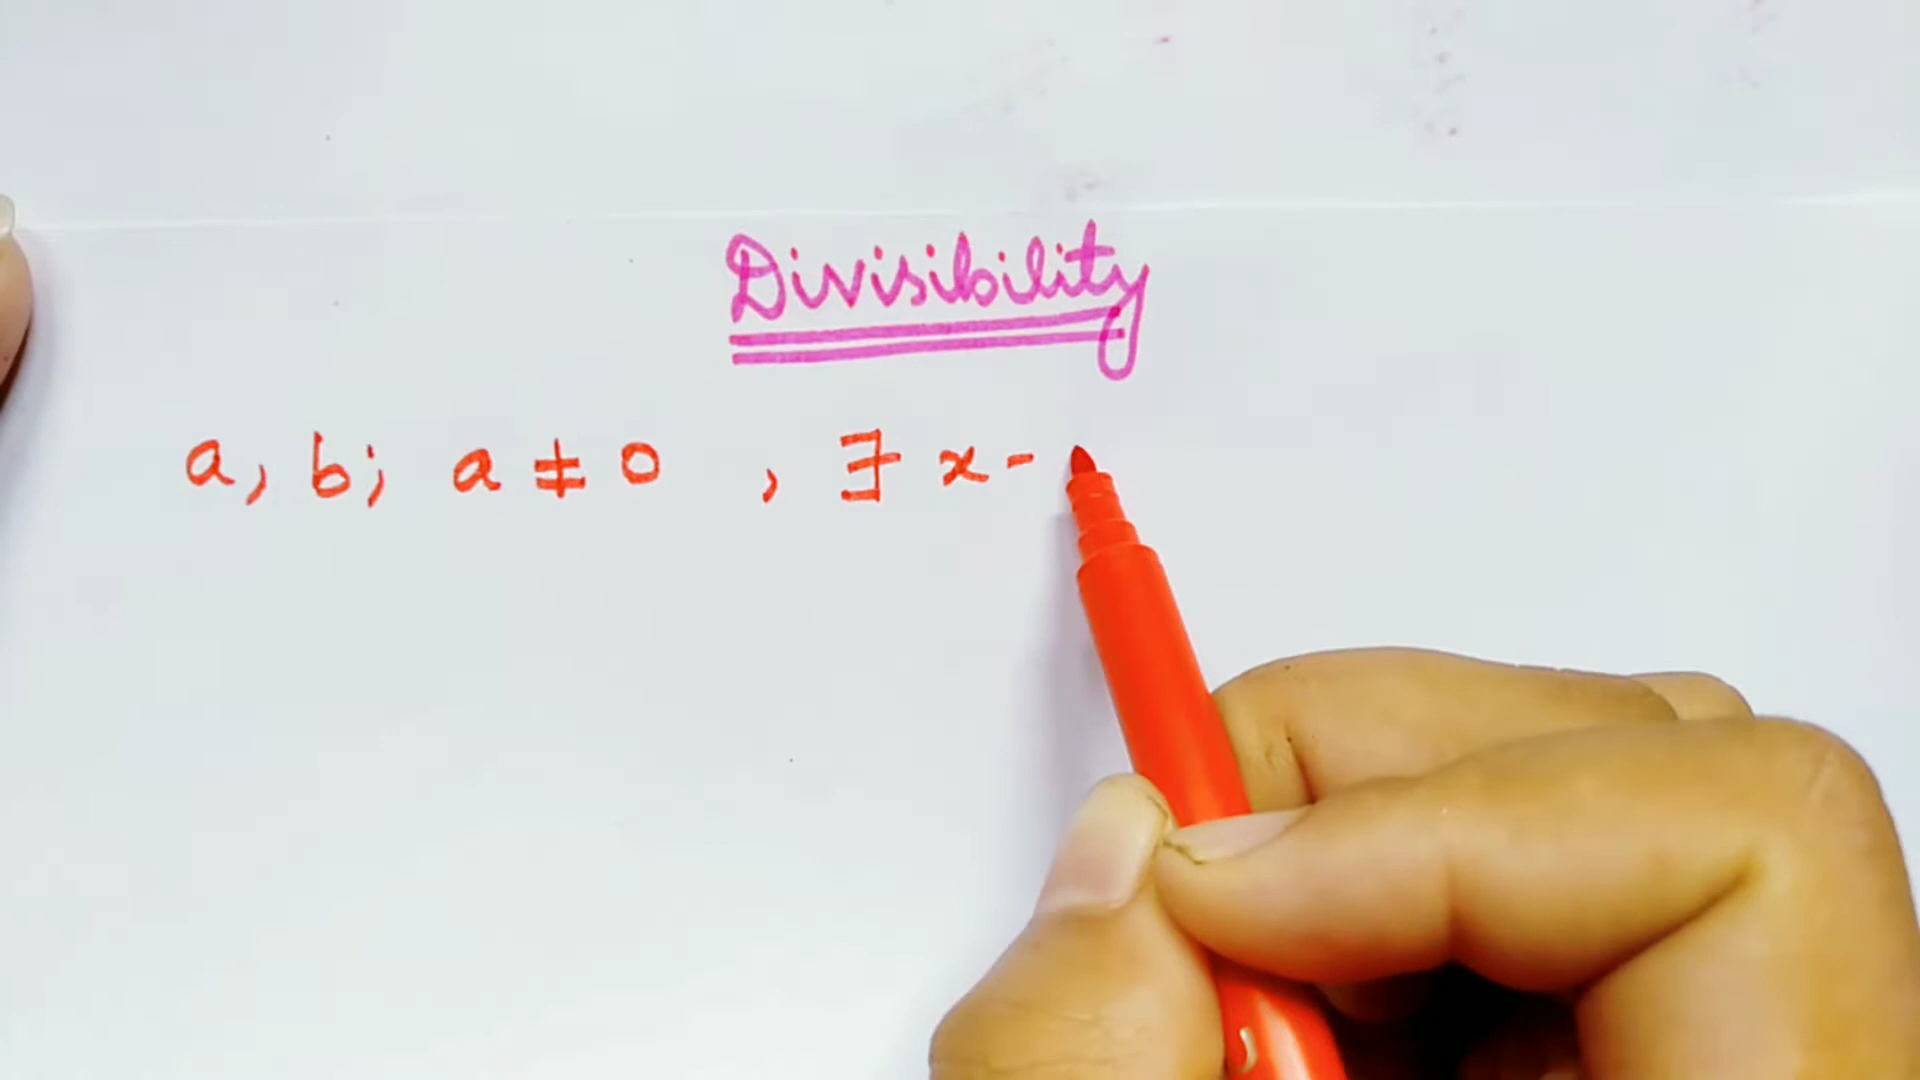 Divisibility
a, b; a ≠ 0 , ∃ x -